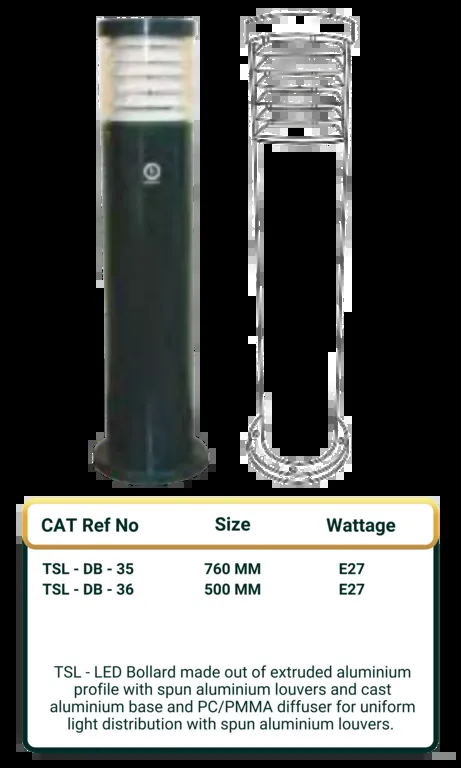 CAT Ref No Size Wattage
TSL - DB - 35 760 MM E27
TSL - DB - 36 500 MM E27
TSL - LED Bollard made out of extruded aluminium
profile with spun aluminium louvers and cast
aluminium base and PC/PMMA diffuser for uniform
light distribution with spun aluminium louvers.